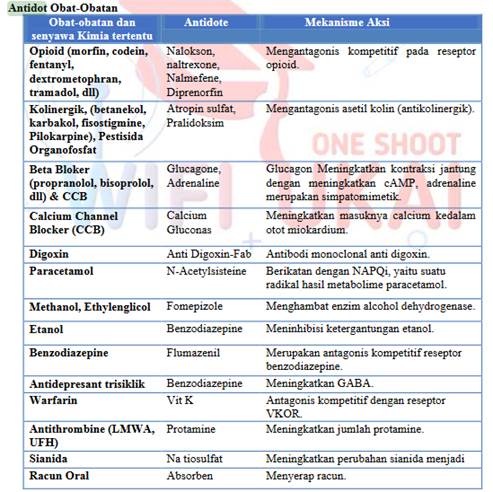 Antidot Obat-Obatan
Obat-obatan dan Antidote Mekanisme Aksi
senyawa Kimia tertentu
Opioid (morfin, codein, Nalokson, Mengantagonis kompetitif pada reseptor
fentanyl, naltrexone, opioid.
dextrometophran, Nalmefene,
tramadol, dll) Diprenorfin
Kolinergik, (betanekol, Atropin sulfat, Mengantagonis asetil kolin (antikolinergik).
karbakol, fisostigmine, Pralidoksim
Pilokarpine), Pestisida
Organofosfat
Beta Bloker Glucagone, Glucagon Meningkatkan kontraksi jantung
(propranolol, bisoprolol, Adrenaline dengan meningkatkan cAMP, adrenaline
dll) & CCB merupakan simpatomimetik.
Calcium Channel Calcium Meningkatkan masuknya calcium kedalam
Blocker (CCB) Gluconas otot miokardium.
Digoxin Anti Digoxin-Fab Antibodi monoclonal anti digoxin.
Paracetamol N-Acetylsisteine Berikatan dengan NAPQi, yaitu suatu
radikal hasil metabolime paracetamol.
Methanol, Ethylenglicol Fomepizole Menghambat enzim alcohol dehydrogenase.
Etanol Benzodiazepine Meninhibisi ketergantungan etanol.
Benzodiazepine Flumazenil Merupakan antagonis kompetitif reseptor
benzodiazepine.
Antidepresant trisiklik Benzodiazepine Meningkatkan GABA.
Warfarin Vit K Antagonis kompetitif dengan reseptor
VKOR.
Antithrombine (LMWA, Protamine Meningkatkan jumlah protamine.
UFH)
Sianida Na tiosulfat Meningkatkan perubahan sianida menjadi
Racun Oral Absorben Menyerap racun.
ONE SHOOT
WIFI UKAI